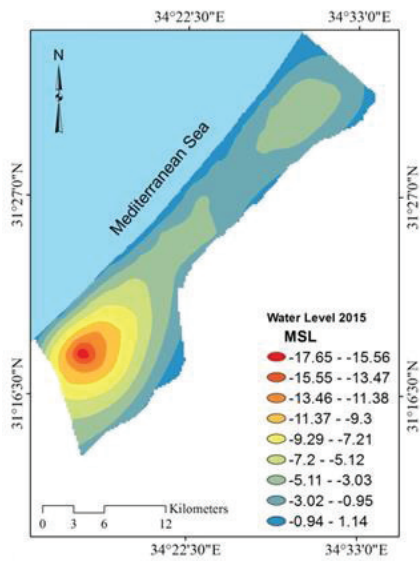 34°22'30"E 34°33'0"E
N
Mediterranean Sea
31°27'0"N 31°27'0"N
31°16'30"N 31°16'30"N
Water Level 2015
MSL
-17.65 - -15.56
-15.55 - -13.47
-13.46 - -11.38
-11.37 - -9.3
-9.29 - -7.21
-7.2 - -5.12
-5.11 - -3.03
-3.02 - -0.95
-0.94 - 1.14
Kilometers
0 3 6 12
34°22'30"E 34°33'0"E